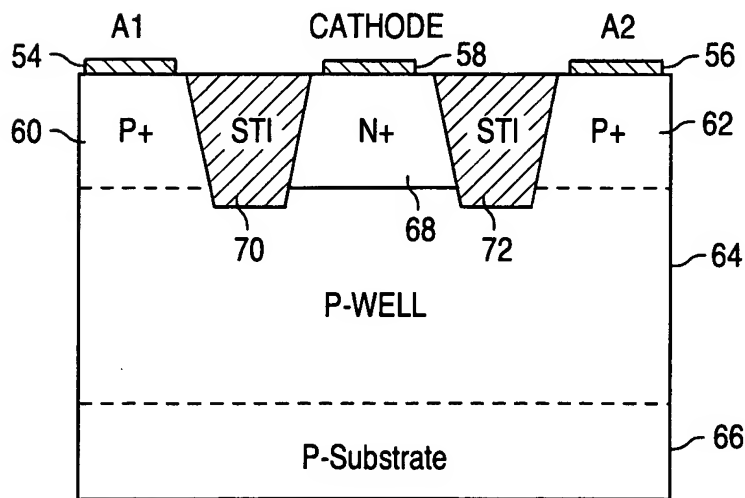 A1 CATHODE A2
54 58 56
60 P+ STI N+ STI P+ 62
70 68 72
64
P-WELL
66
P-Substrate